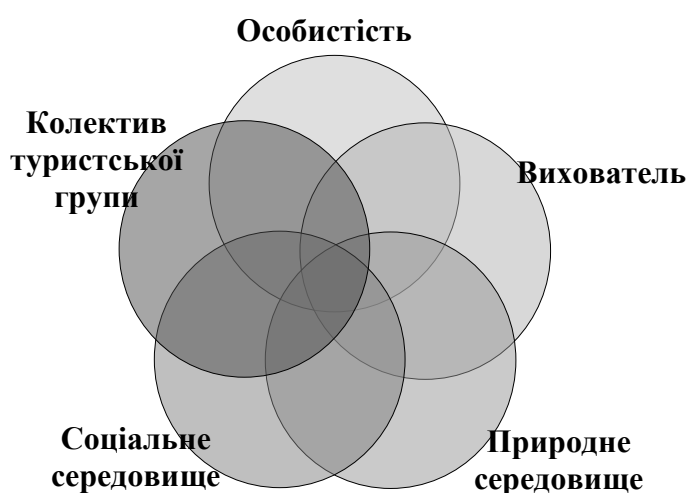 Особистість
Колектив
туристської
групи
Вихователь
Соціальне
середовище
Природне
середовище